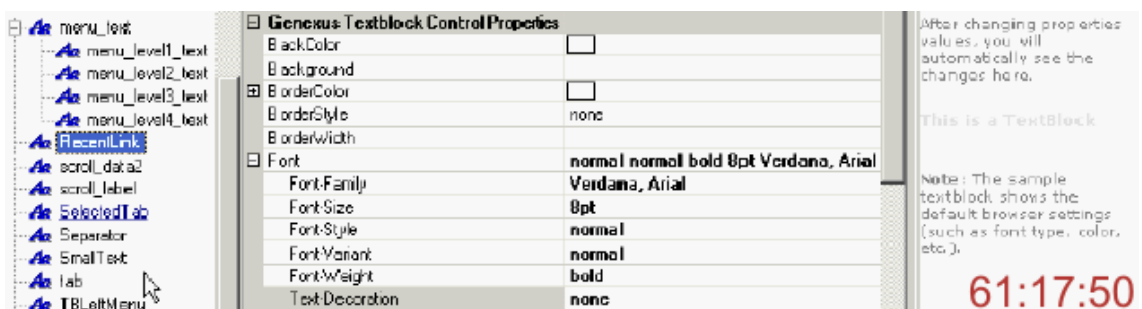 menu_text
menu_level1_text
menu_level2_text
menu_level3_text
menu_level4_text
RecentLink
scroll_data2
scroll_label
SelectedTab
Separator
SmallText
tab
TBLeftMenu
Genexus Textblock Control Properties
BackColor
Background
BorderColor
BorderStyle none
BorderWidth
Font normal normal bold 8pt Verdana, Arial
Font-Family Verdana, Arial
Font-Size 8pt
Font-Style normal
Font-Variant normal
Font-Weight bold
Text-Decoration none
After changing properties
values, you will
automatically see the
changes here.
This is a TextBlock
Note: The sample
textblock shows the
default browser settings
(such as font type, color,
etc.).
61:17:50